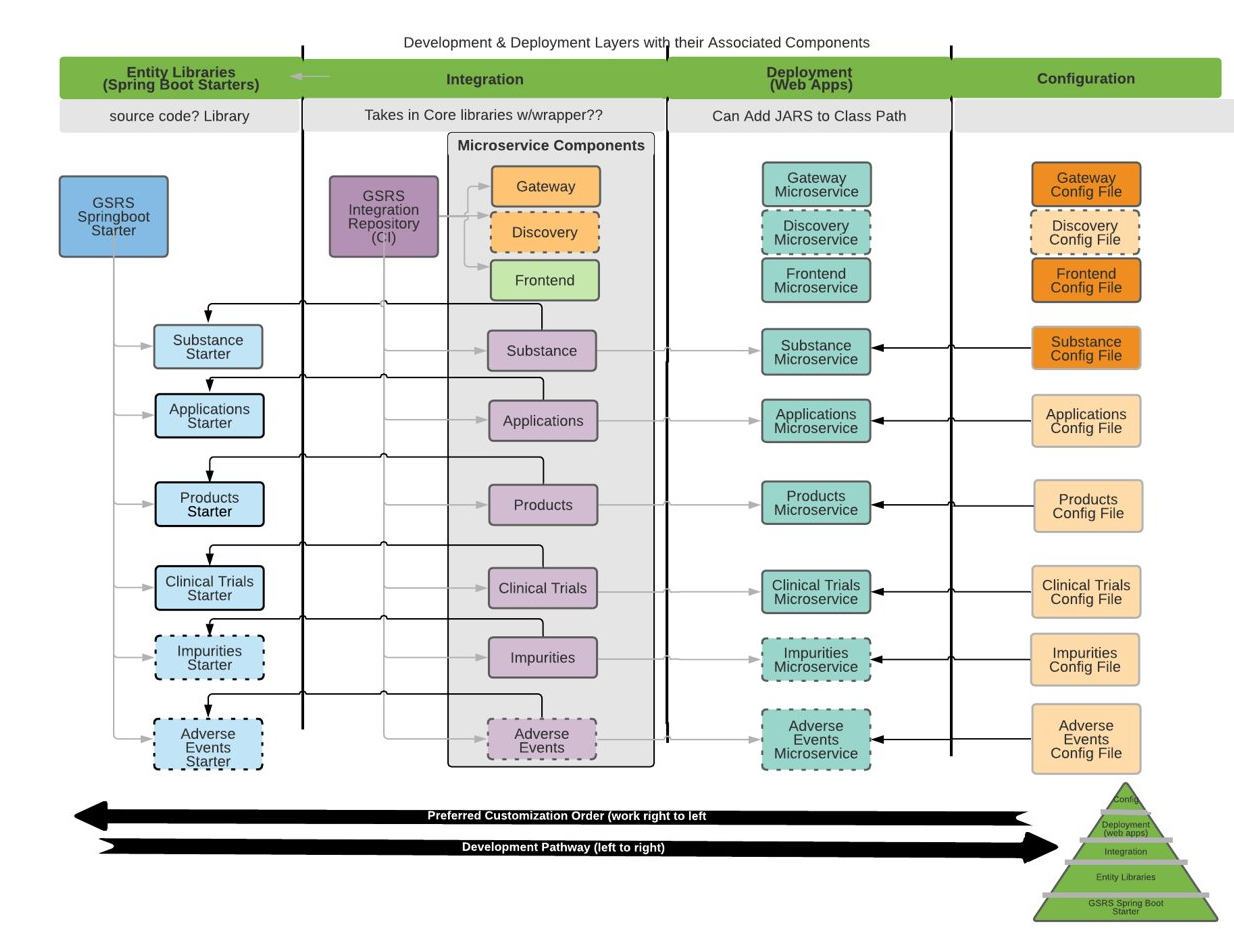 Development & Deployment Layers with their Associated Components
Entity Libraries
(Spring Boot Starters)
Integration
Deployment
(Web Apps)
Configuration
source code? Library
Takes in Core libraries w/wrapper??
Can Add JARS to Class Path
Microservice Components
GSRS
Springboot
Starter
GSRS
Integration
Repository
(CI)
Gateway
Discovery
Frontend
Gateway
Microservice
Discovery
Microservice
Frontend
Microservice
Gateway
Config File
Discovery
Config File
Frontend
Config File
Substance
Starter
Substance
Substance
Microservice
Substance
Config File
Applications
Starter
Applications
Applications
Microservice
Applications
Config File
Products
Starter
Products
Products
Microservice
Products
Config File
Clinical Trials
Starter
Clinical Trials
Clinical Trials
Microservice
Clinical Trials
Config File
Impurities
Starter
Impurities
Impurities
Microservice
Impurities
Config File
Adverse
Events
Starter
Adverse
Events
Adverse
Events
Microservice
Adverse
Events
Config File
Preferred Customization Order (work right to left
Development Pathway (left to right)
Config
Deployment
(web apps)
Integration
Entity Libraries
GSRS Spring Boot
Starter